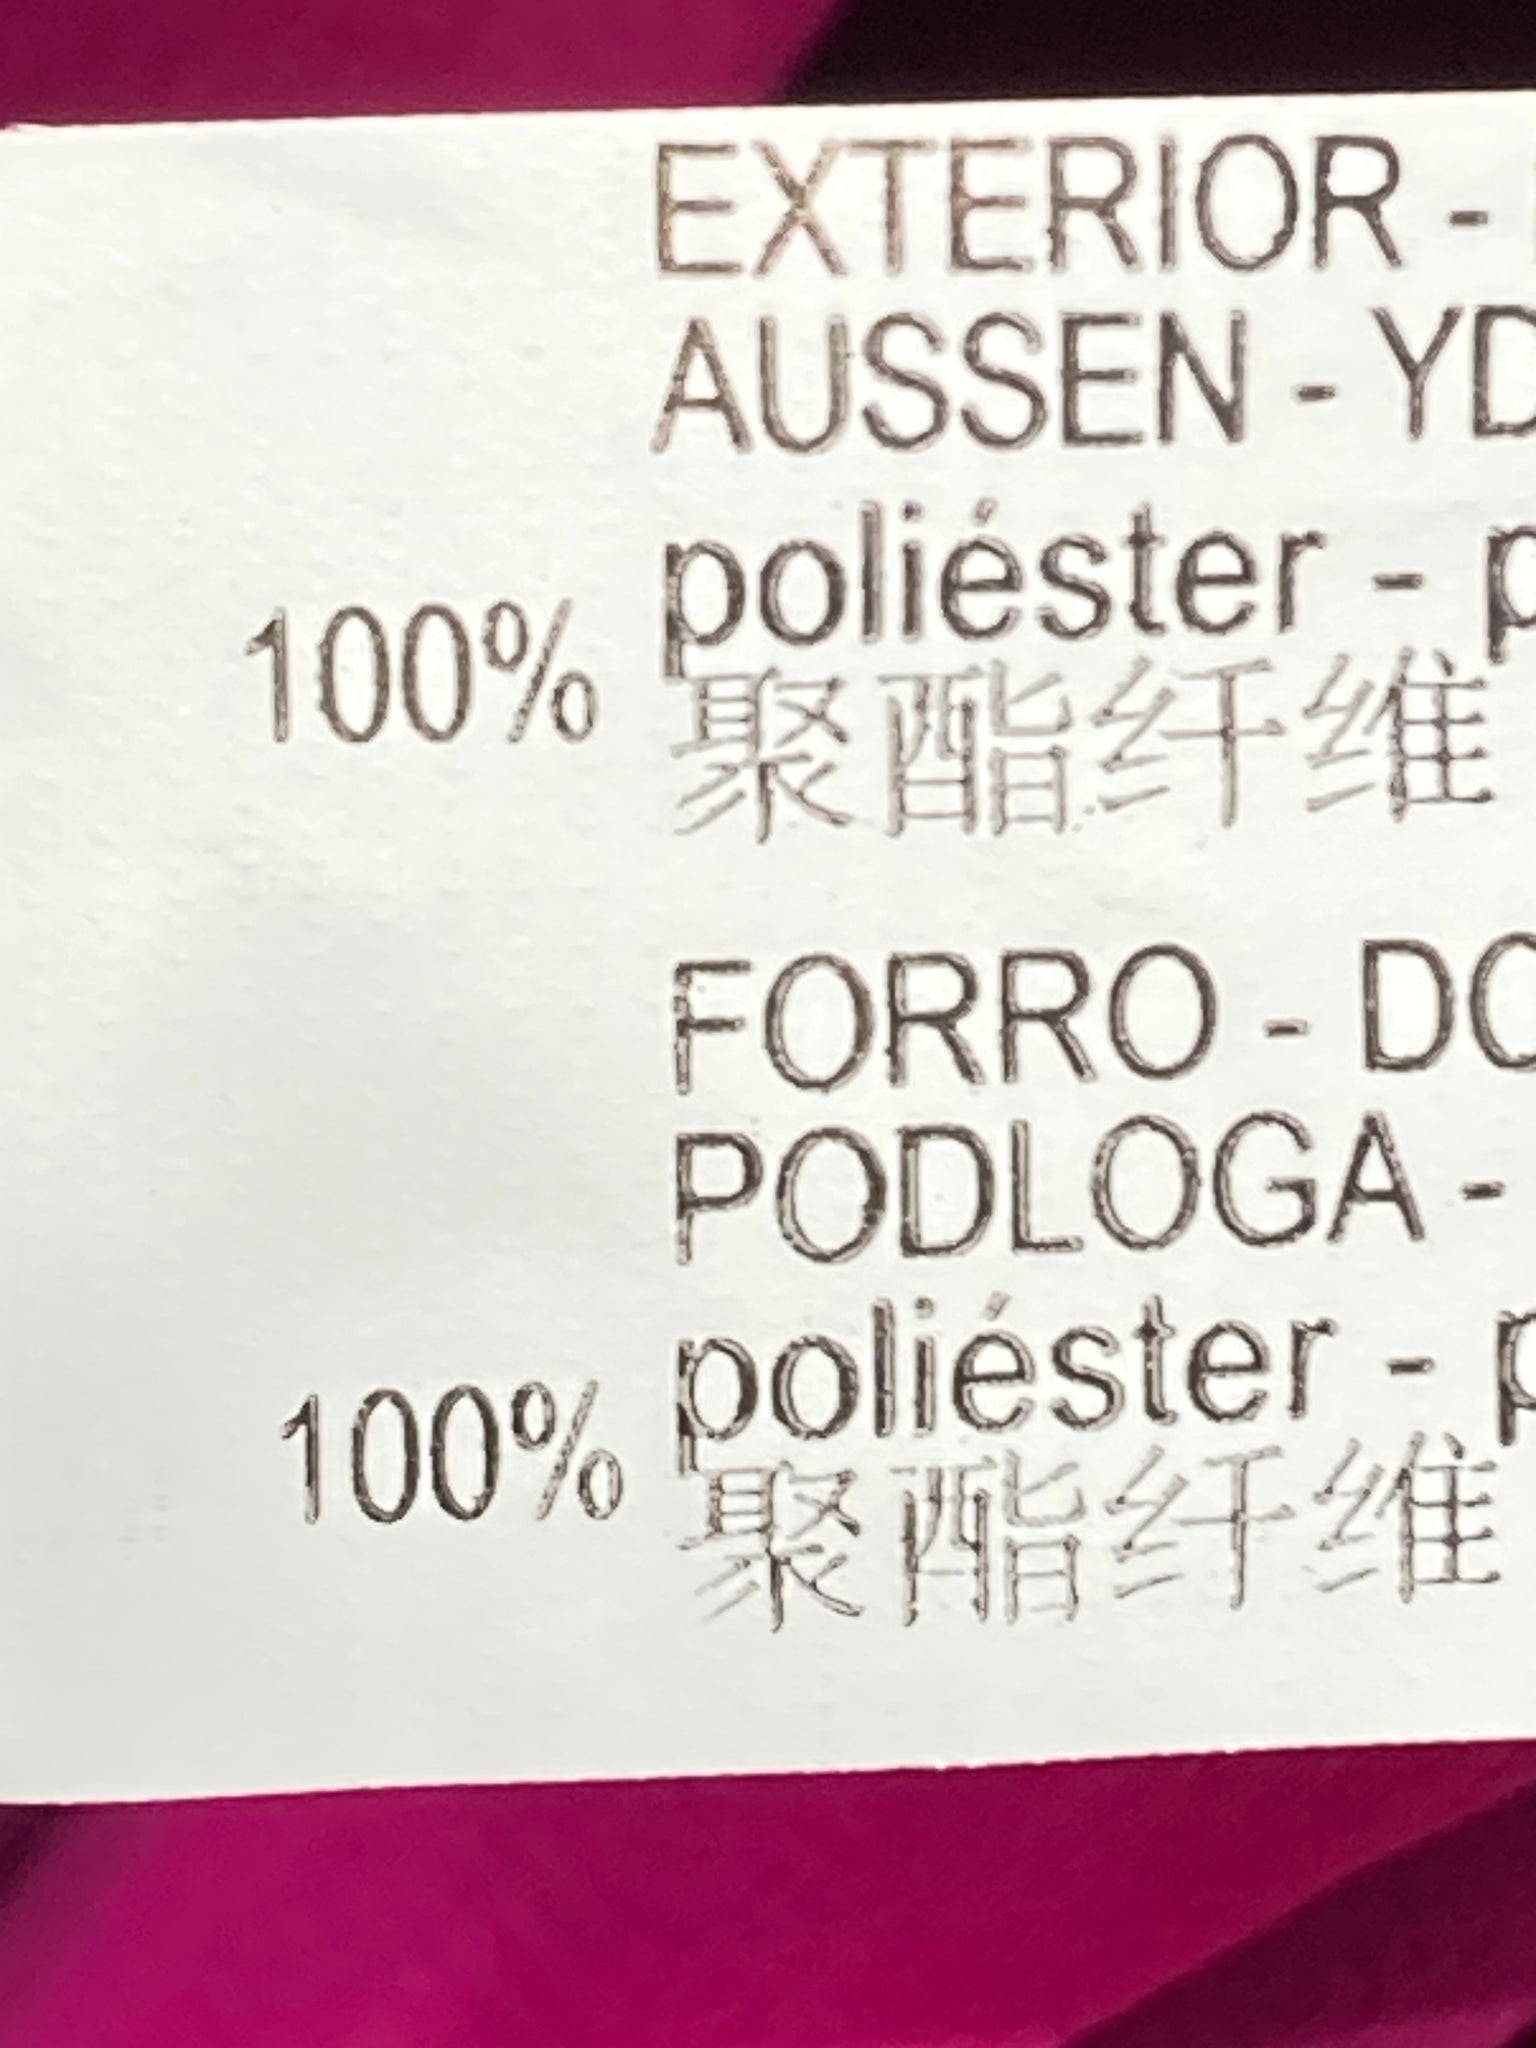 EXTERIOR -
AUSSEN -
poliéster -
100%
聚酯纤维
FORRO -
PODLOGA -
poliéster -
100%
聚酯纤维